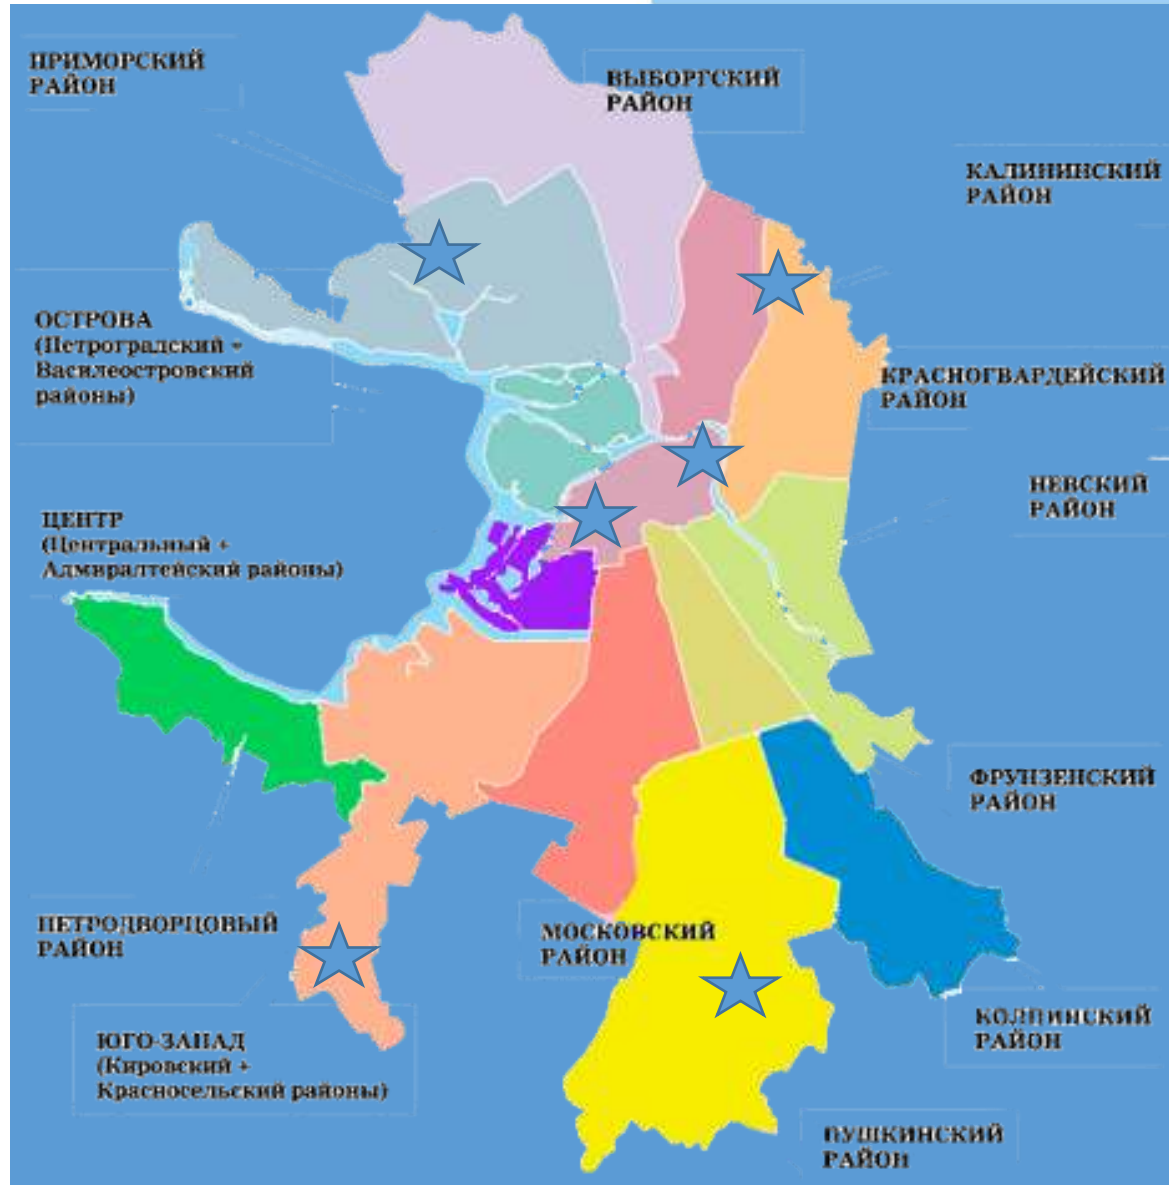 ПРИМОРСКИЙ
РАЙОН
ВЫБОРГСКИЙ
РАЙОН
КАЛИНИНСКИЙ
РАЙОН
ОСТРОВА
(Петроградский +
Василеостровский
районы)
КРАСНОГВАРДЕЙСКИЙ
РАЙОН
НЕВСКИЙ
РАЙОН
ЦЕНТР
(Центральный +
Адмиралтейский районы)
ФРУНЗЕНСКИЙ
РАЙОН
ПЕТРОДВОРЦОВЫЙ
РАЙОН
МОСКОВСКИЙ
РАЙОН
КОЛПИНСКИЙ
РАЙОН
ЮГО-ЗАПАД
(Кировский +
Красносельский районы)
ПУШКИНСКИЙ
РАЙОН